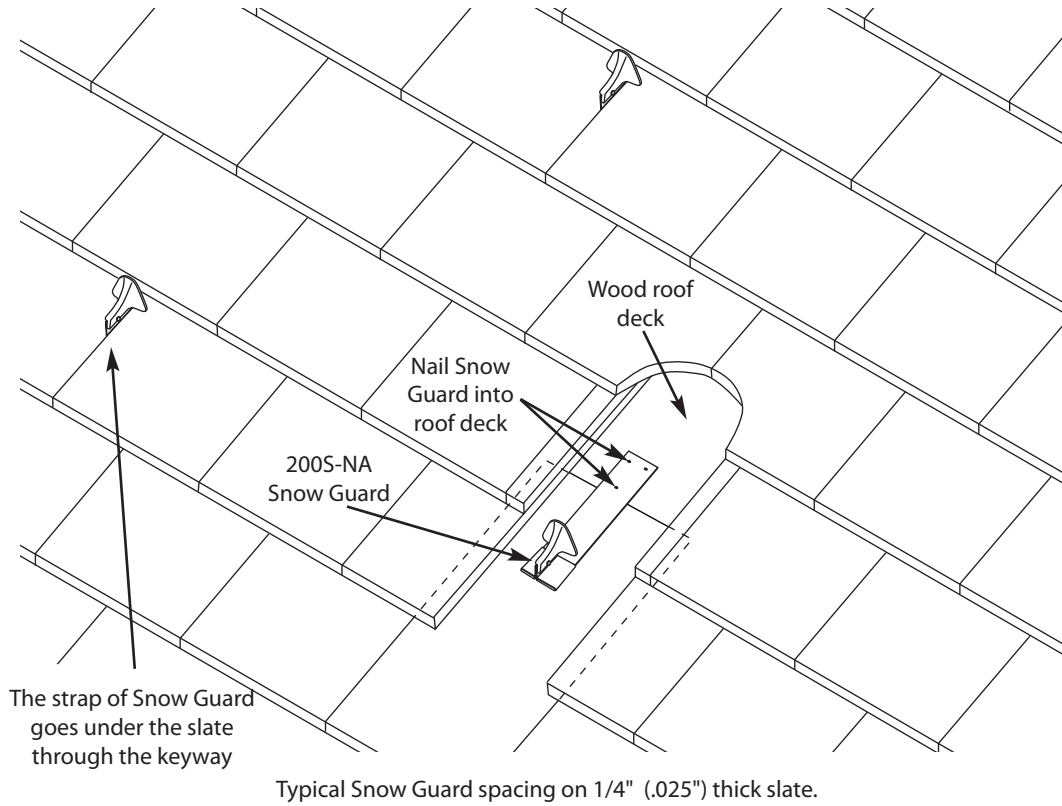 Wood roof
deck
Nail Snow
Guard into
roof deck
200S-NA
Snow Guard
The strap of Snow Guard
goes under the slate
through the keyway
Typical Snow Guard spacing on 1/4" (.025") thick slate.